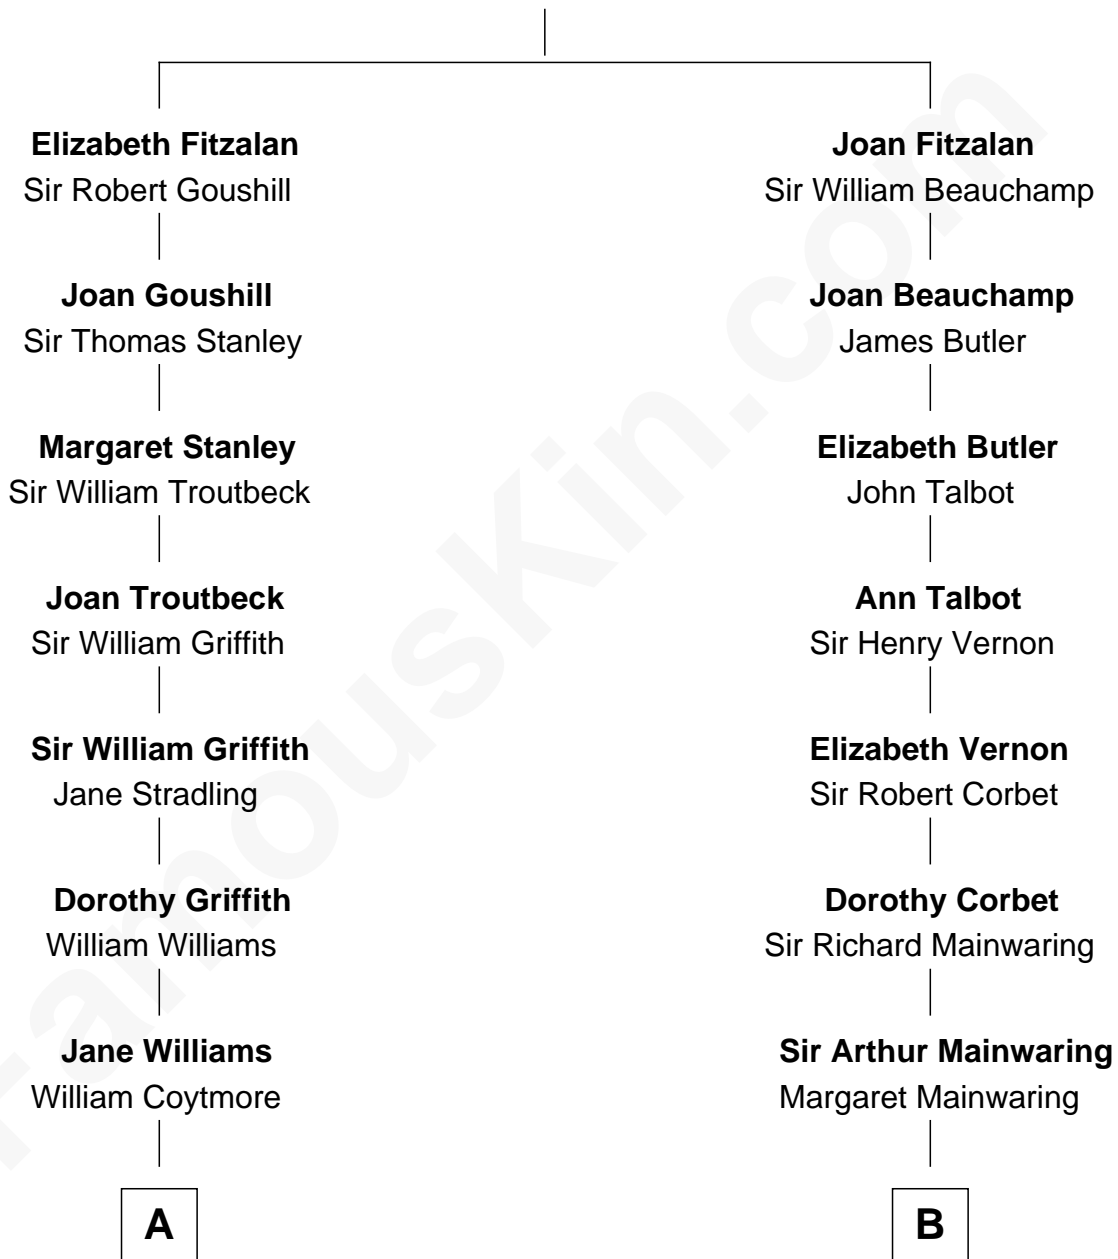 Elizabeth Fitzalan
Sir Robert Goushill
Joan Goushill
Sir Thomas Stanley
Margaret Stanley
Sir William Troutbeck
Joan Troutbeck
Sir William Griffith
Sir William Griffith
Jane Stradling
Dorothy Griffith
William Williams
Jane Williams
William Coytmore
A
Joan Fitzalan
Sir William Beauchamp
Joan Beauchamp
James Butler
Elizabeth Butler
John Talbot
Ann Talbot
Sir Henry Vernon
Elizabeth Vernon
Sir Robert Corbet
Dorothy Corbet
Sir Richard Mainwaring
Sir Arthur Mainwaring
Margaret Mainwaring
B
FamousKin.com